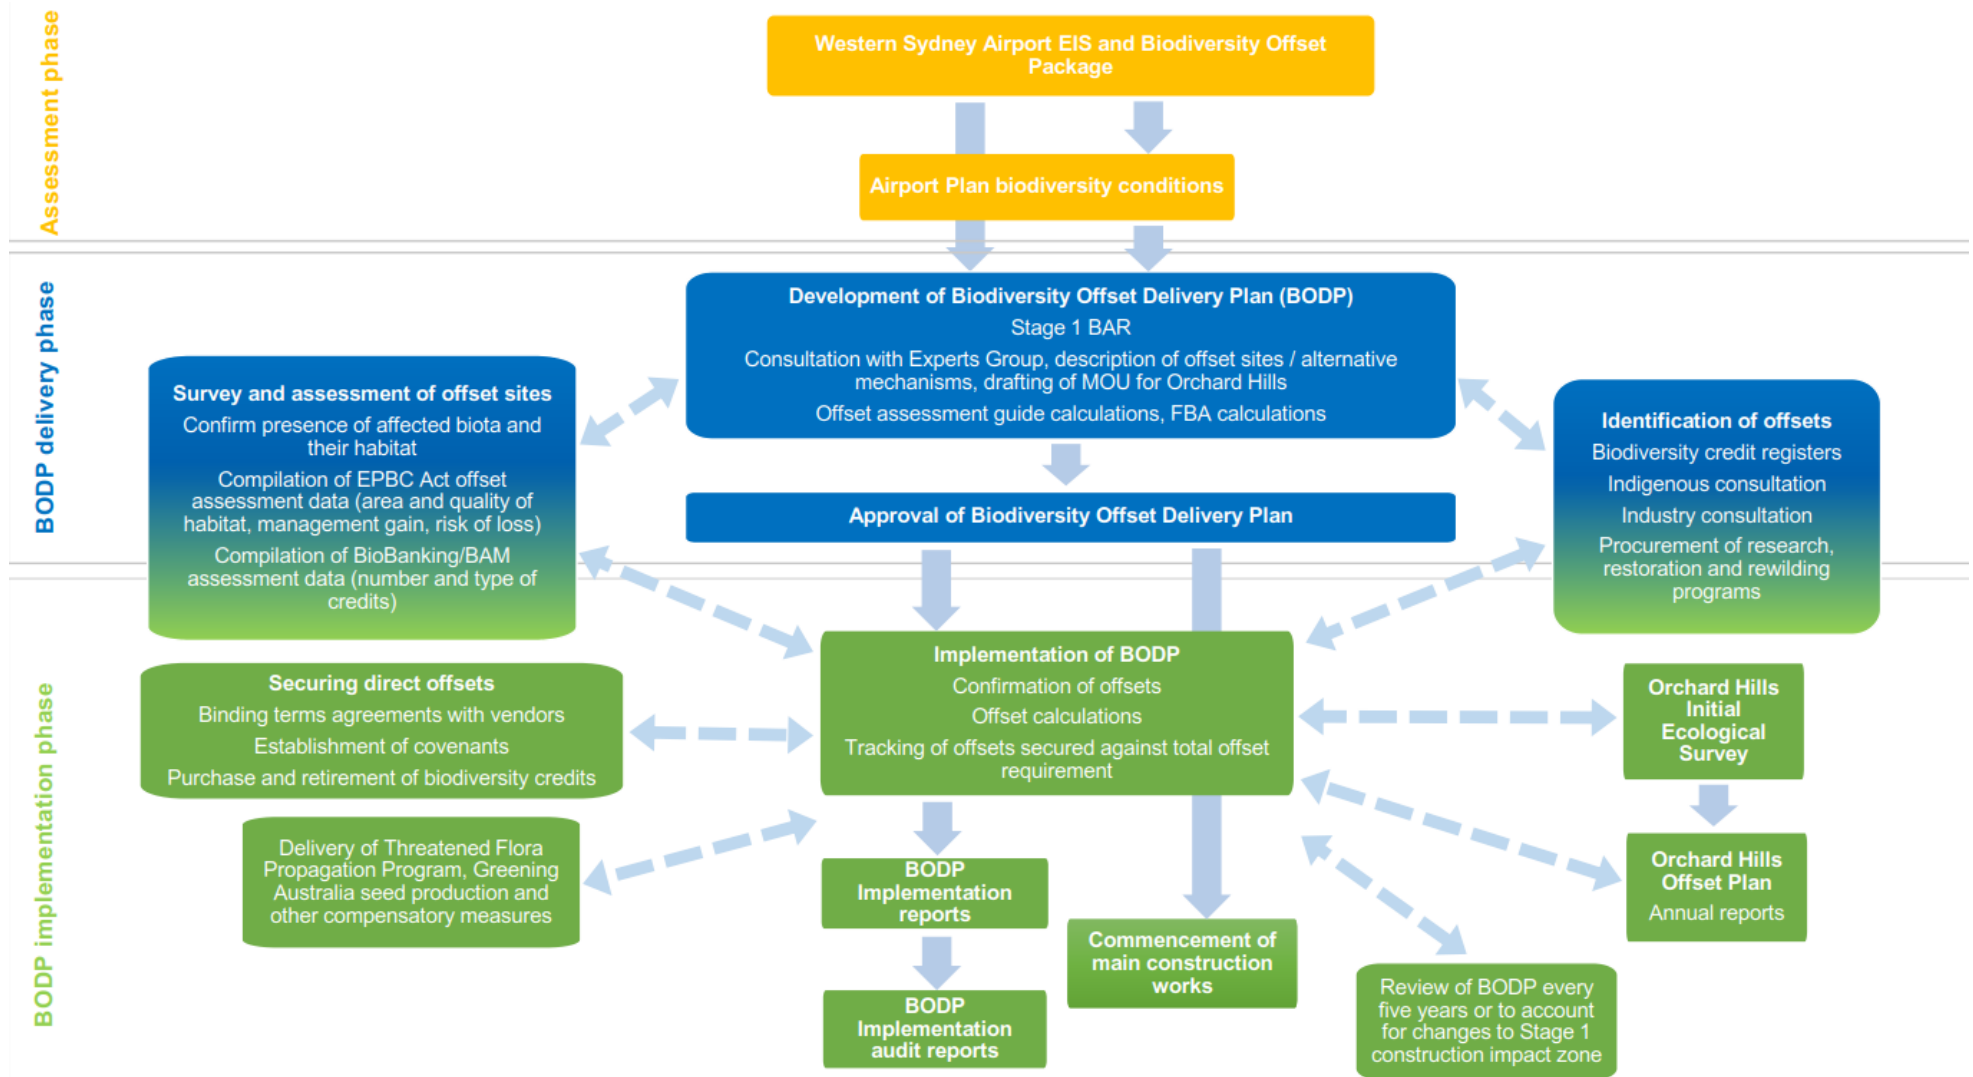 Assessment phase
Western Sydney Airport EIS and Biodiversity Offset
Package
Airport Plan biodiversity conditions
BODP delivery phase
Development of Biodiversity Offset Delivery Plan (BODP)
Stage 1 BAR
Consultation with Experts Group, description of offset sites / alternative
mechanisms, drafting of MOU for Orchard Hills
Offset assessment guide calculations, FBA calculations
Survey and assessment of offset sites
Confirm presence of affected biota and
their habitat
Compilation of EPBC Act offset
assessment data (area and quality of
habitat, management gain, risk of loss)
Compilation of BioBanking/BAM
assessment data (number and type of
credits)
Identification of offsets
Biodiversity credit registers
Indigenous consultation
Industry consultation
Procurement of research,
restoration and rewilding
programs
Approval of Biodiversity Offset Delivery Plan
BODP implementation phase
Implementation of BODP
Confirmation of offsets
Offset calculations
Tracking of offsets secured against total offset
requirement
Securing direct offsets
Binding terms agreements with vendors
Establishment of covenants
Purchase and retirement of biodiversity credits
Orchard Hills
Initial
Ecological
Survey
Delivery of Threatened Flora
Propagation Program, Greening
Australia seed production and
other compensatory measures
BODP
Implementation
reports
Orchard Hills
Offset Plan
Annual reports
Commencement of
main construction
works
BODP
Implementation
audit reports
Review of BODP every
five years or to account
for changes to Stage 1
construction impact zone